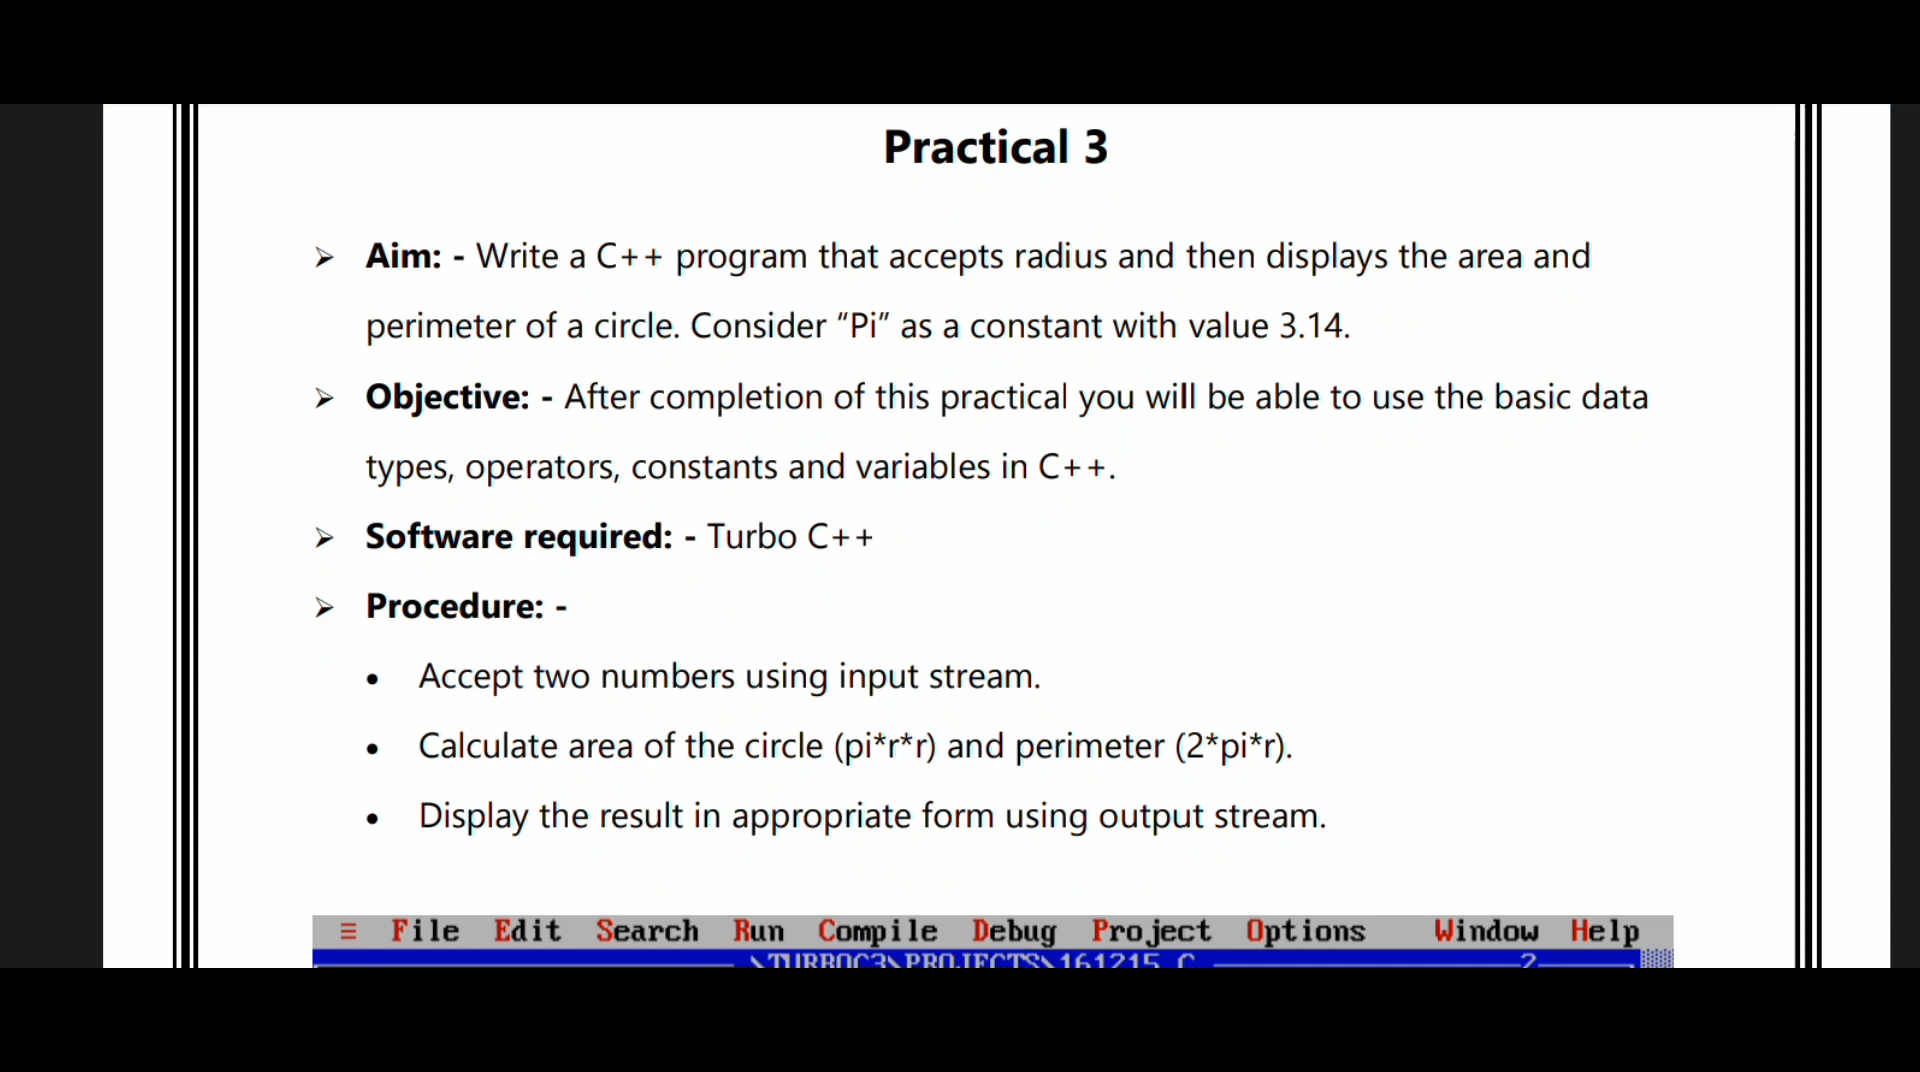 Practical 3
➢ Aim: - Write a C++ program that accepts radius and then displays the area and
perimeter of a circle. Consider “Pi” as a constant with value 3.14.
➢ Objective: - After completion of this practical you will be able to use the basic data
types, operators, constants and variables in C++.
➢ Software required: - Turbo C++
➢ Procedure: -
• Accept two numbers using input stream.
• Calculate area of the circle (pi*r*r) and perimeter (2*pi*r).
• Display the result in appropriate form using output stream.
≡ File Edit Search Run Compile Debug Project Options Window Help
\TURBOC3\PROJECTS\161215.C 2